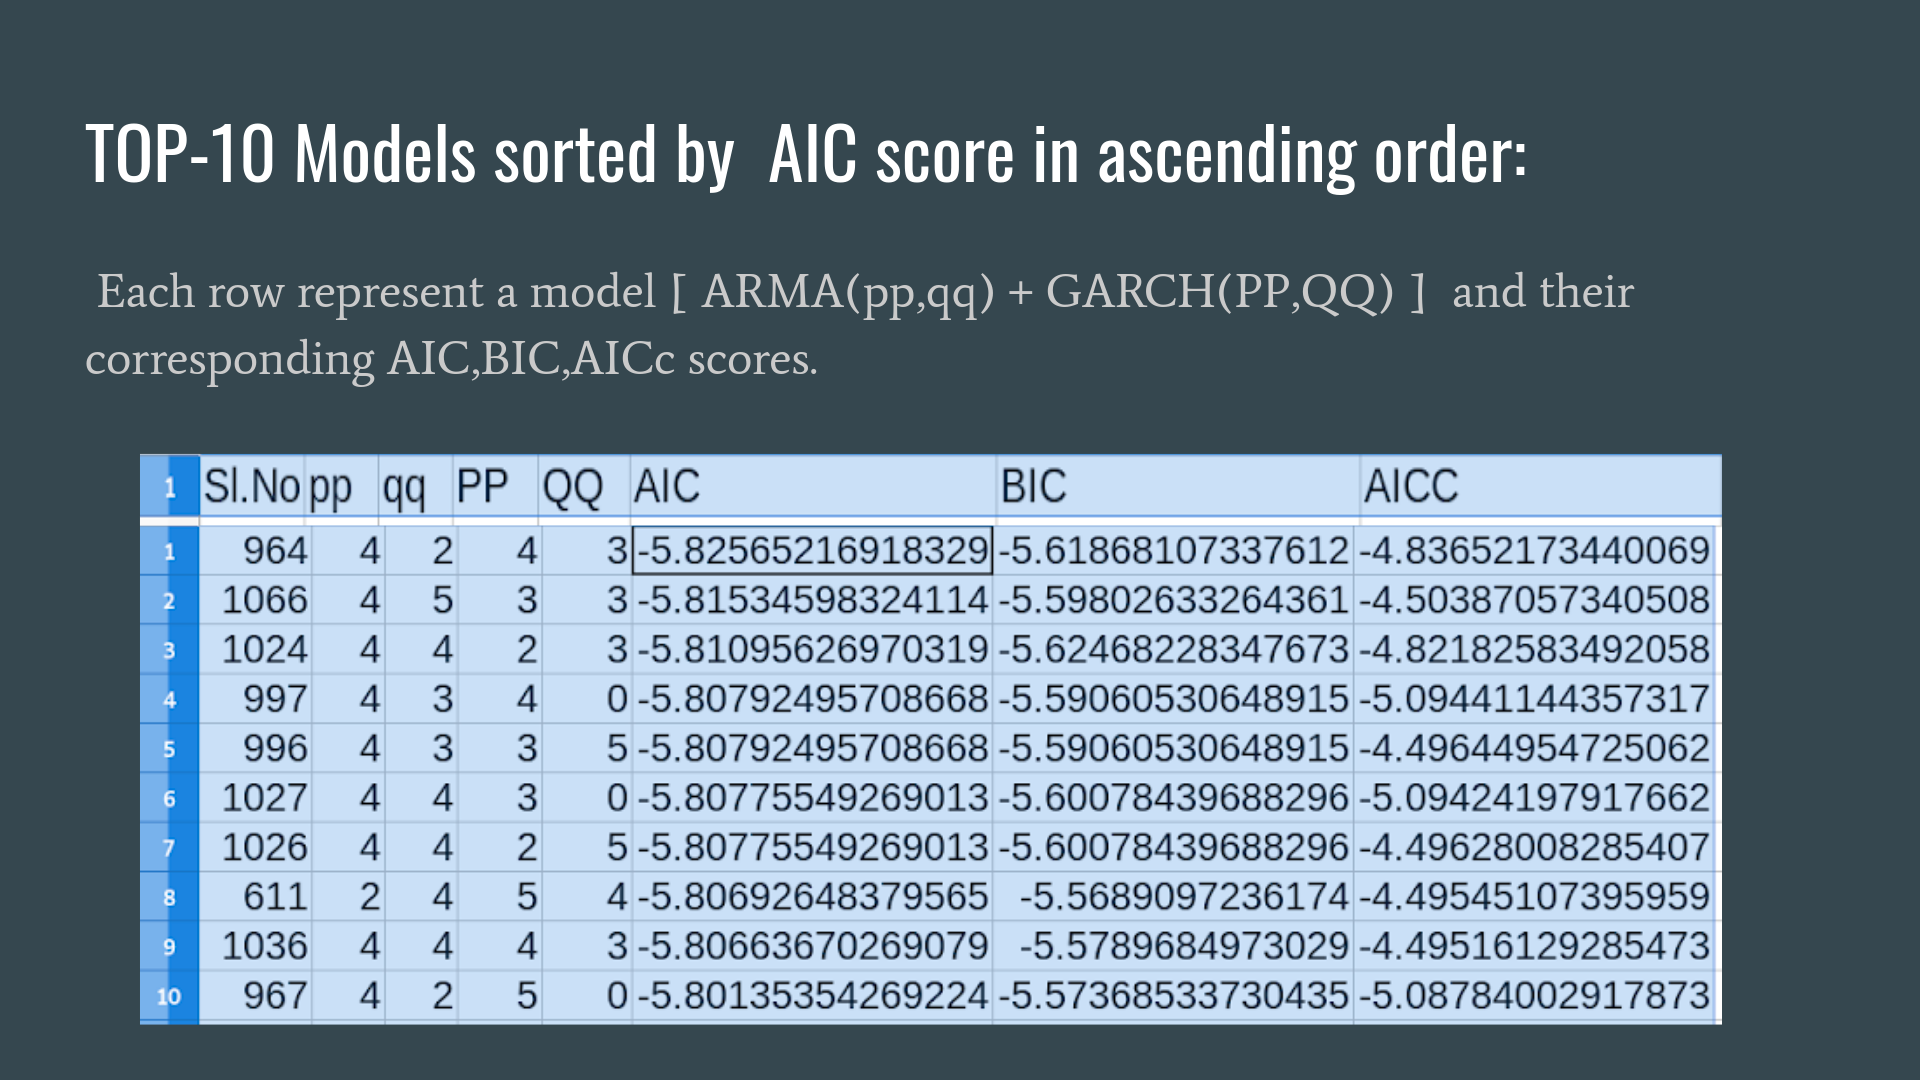 TOP-10 Models sorted by  AIC score in ascending order:
Each row represent a model [ ARMA(pp,qq) + GARCH(PP,QQ) ]  and their
corresponding AIC,BIC,AICc scores.
1 Sl.No pp qq PP QQ AIC BIC AICC
1 964 4 2 4 3 -5.82565216918329 -5.61868107337612 -4.83652173440069
2 1066 4 5 3 3 -5.81534598324114 -5.59802633264361 -4.50387057340508
3 1024 4 4 2 3 -5.81095626970319 -5.62468228347673 -4.82182583492058
4 997 4 3 4 0 -5.80792495708668 -5.59060530648915 -5.09441144357317
5 996 4 3 3 5 -5.80792495708668 -5.59060530648915 -4.49644954725062
6 1027 4 4 3 0 -5.80775549269013 -5.60078439688296 -5.09424197917662
7 1026 4 4 2 5 -5.80775549269013 -5.60078439688296 -4.49628008285407
8 611 2 4 5 4 -5.80692648379565 -5.5689097236174 -4.49545107395959
9 1036 4 4 4 3 -5.80663670269079 -5.5789684973029 -4.49516129285473
10 967 4 2 5 0 -5.80135354269224 -5.57368533730435 -5.08784002917873